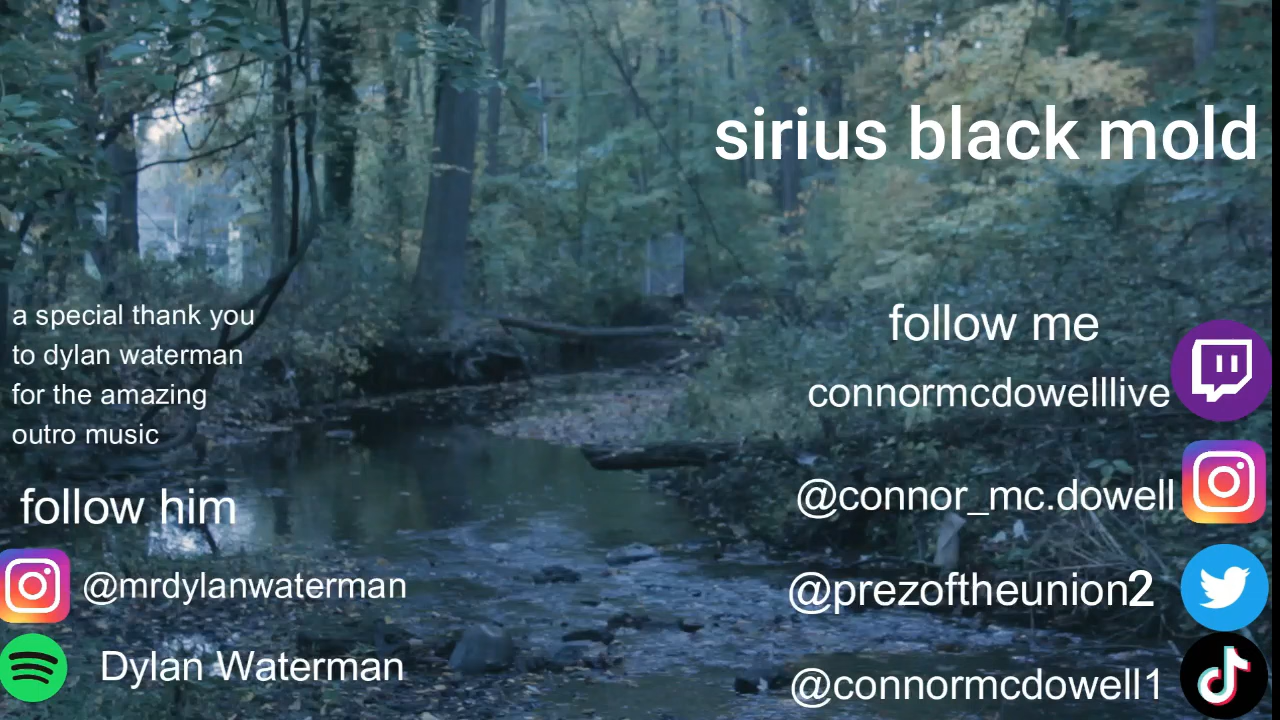 sirius black mold
a special thank you
to dylan waterman
for the amazing
outro music
follow him
@mrdylanwaterman
Dylan Waterman
follow me
connormcdowelllive
@connor_mc.dowell
@prezoftheunion2
@connormcdowell1